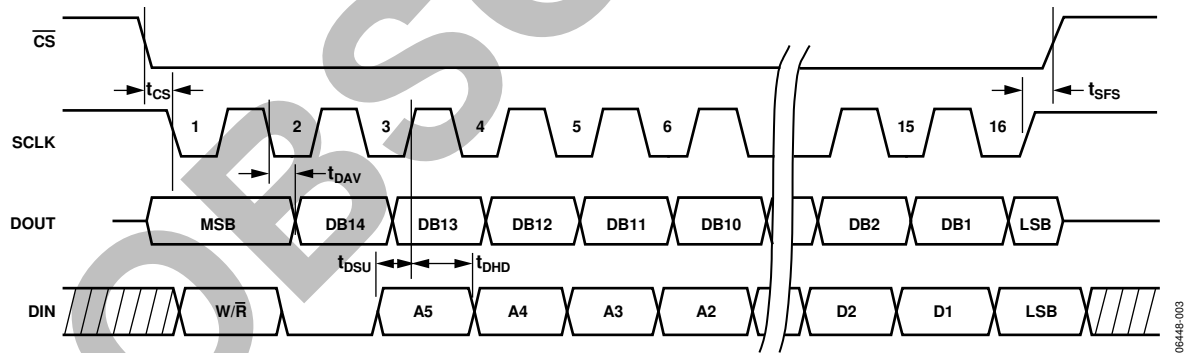 CS
tCS
tSFS
SCLK
1 2 3 4 5 6 15 16
tDAV
DOUT
MSB DB14 DB13 DB12 DB11 DB10 DB2 DB1 LSB
tDSU tDHD
DIN
W/R A5 A4 A3 A2 D2 D1 LSB
06448-003
OBSO